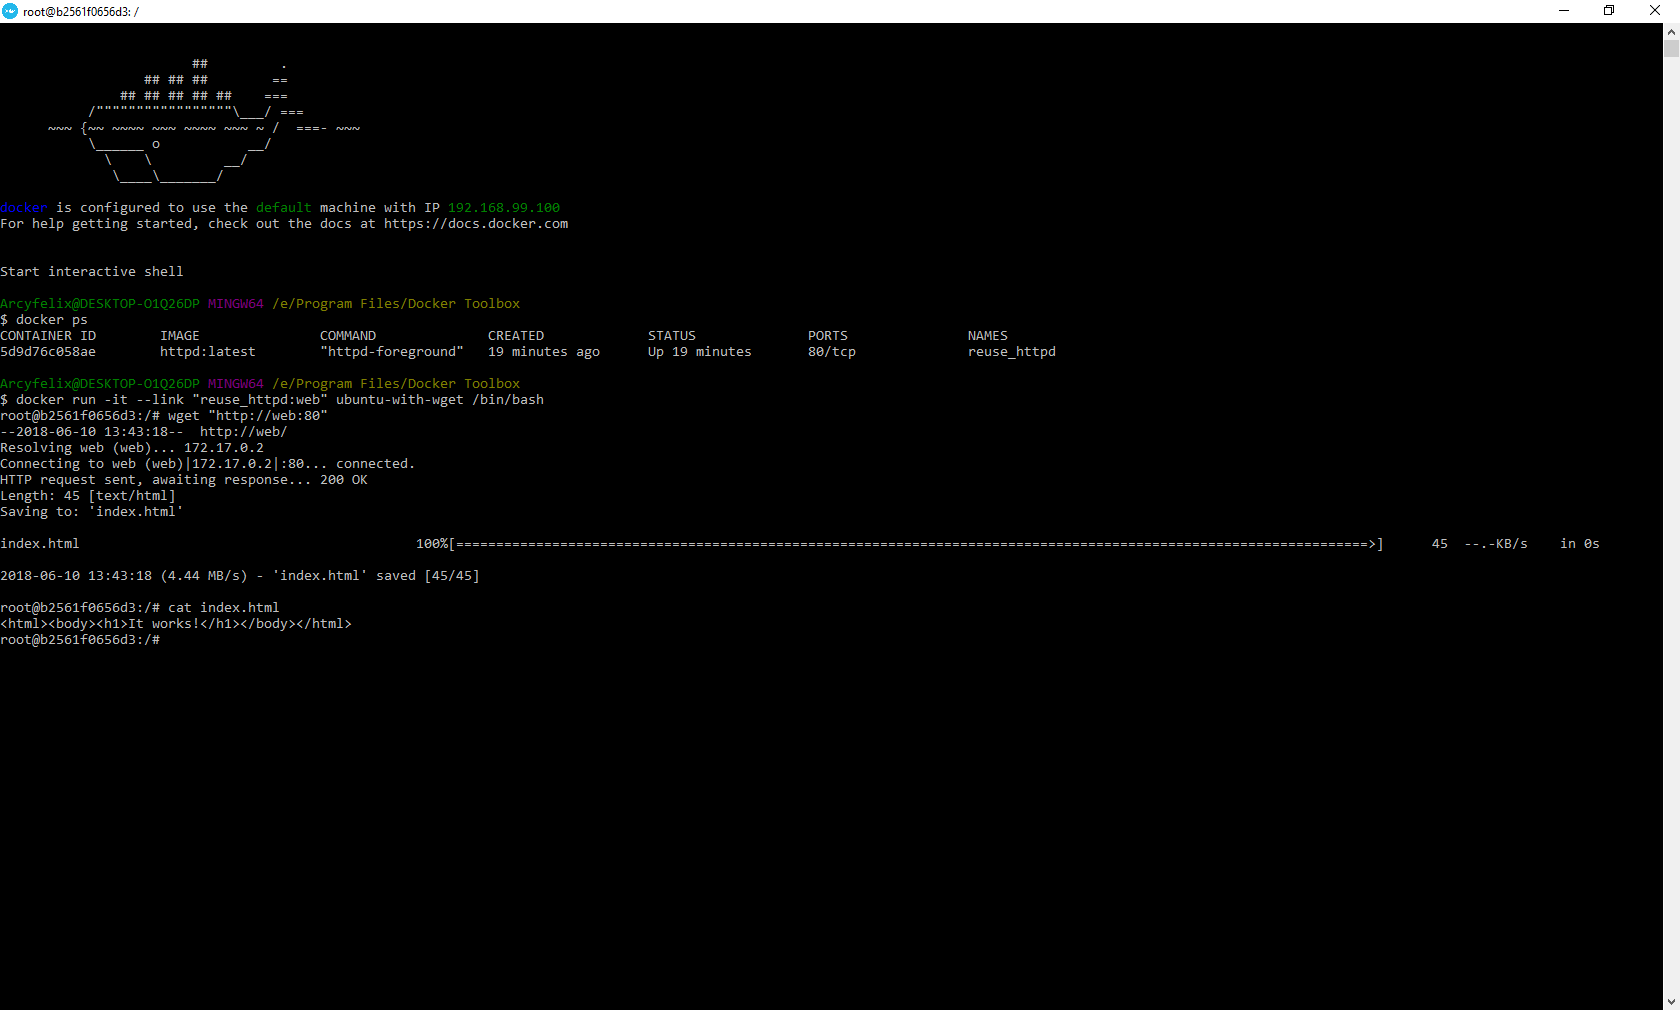 root@b2561f0656d3: /
                        ##         .
                  ## ## ##        ==
               ## ## ## ## ##    ===
           /"""""""""""""""""\___/ ===
      ~~~ {~~ ~~~~ ~~~ ~~~~ ~~~ ~ /  ===- ~~~
           \______ o           __/
             \    \         __/
              \____\_______/
docker is configured to use the default machine with IP 192.168.99.100
For help getting started, check out the docs at https://docs.docker.com
Start interactive shell
Arcyfelix@DESKTOP-O1Q26DP MINGW64 /e/Program Files/Docker Toolbox
$ docker ps
CONTAINER ID        IMAGE               COMMAND              CREATED             STATUS              PORTS               NAMES
5d9d76c058ae        httpd:latest        "httpd-foreground"   19 minutes ago      Up 19 minutes       80/tcp              reuse_httpd
Arcyfelix@DESKTOP-O1Q26DP MINGW64 /e/Program Files/Docker Toolbox
$ docker run -it --link "reuse_httpd:web" ubuntu-with-wget /bin/bash
root@b2561f0656d3:/# wget "http://web:80"
--2018-06-10 13:43:18--  http://web/
Resolving web (web)... 172.17.0.2
Connecting to web (web)|172.17.0.2|:80... connected.
HTTP request sent, awaiting response... 200 OK
Length: 45 [text/html]
Saving to: 'index.html'
index.html                                          100%[==================================================================================================================>]      45  --.-KB/s    in 0s
2018-06-10 13:43:18 (4.44 MB/s) - 'index.html' saved [45/45]
root@b2561f0656d3:/# cat index.html
<html><body><h1>It works!</h1></body></html>
root@b2561f0656d3:/#